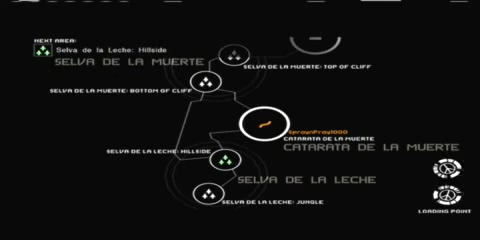 NEXT AREA:
Selva de la Leche: Hillside
SELVA DE LA MUERTE
SELVA DE LA MUERTE: TOP OF CLIFF
SELVA DE LA MUERTE: BOTTOM OF CLIFF
SprawnPray1000
CATARATA DE LA MUERTE
CATARATA DE LA MUERTE
SELVA DE LA LECHE: HILLSIDE
SELVA DE LA LECHE
SELVA DE LA LECHE: JUNGLE
LOADING POINT